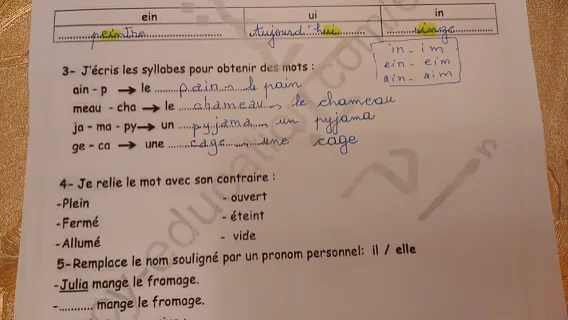 ein ui in
peintre Aujourd'hui singe
in - im
ein - eim
ain - aim
3- J'écris les syllabes pour obtenir des mots :
ain - p → le ......pain → le pain
meau - cha → le ...chameau → le chameau
ja - ma - py → un ......pyjama → un pyjama
ge - ca → une ......cage → une cage
4- Je relie le mot avec son contraire :
-Plein - ouvert
-Fermé - éteint
-Allumé - vide
5-Remplace le nom souligné par un pronom personnel: il / elle
-Julia mange le fromage.
-........... mange le fromage.